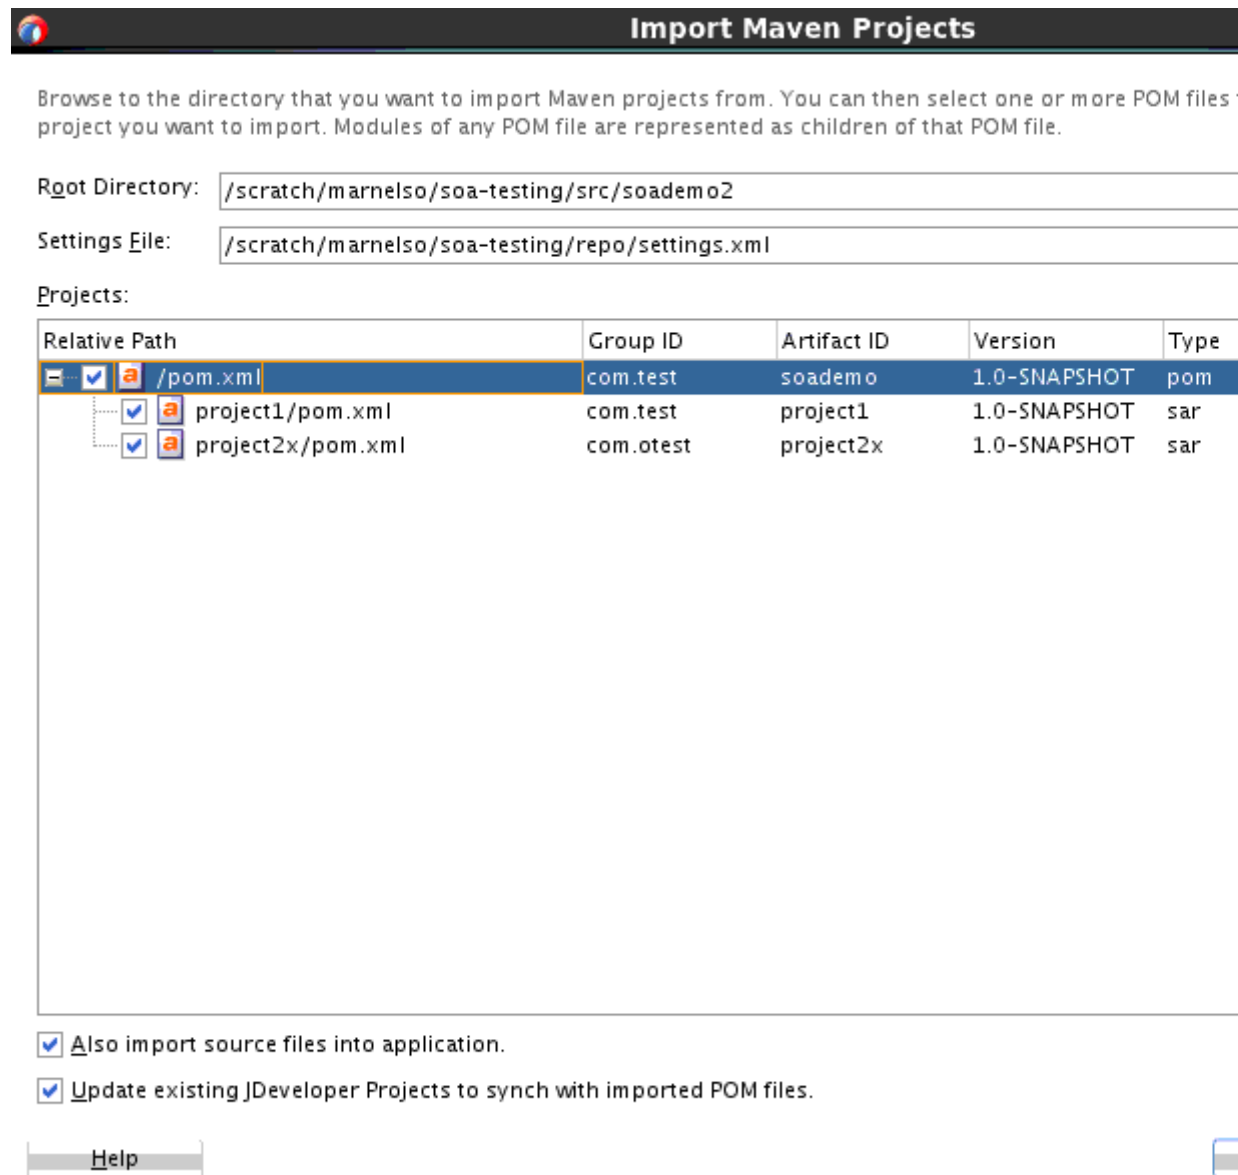 Import Maven Projects
Browse to the directory that you want to import Maven projects from. You can then select one or more POM files
project you want to import. Modules of any POM file are represented as children of that POM file.
Root Directory: /scratch/marnelso/soa-testing/src/soademo2
Settings File: /scratch/marnelso/soa-testing/repo/settings.xml
Projects:
Relative Path Group ID Artifact ID Version Type
/pom.xml com.test soademo 1.0-SNAPSHOT pom
project1/pom.xml com.test project1 1.0-SNAPSHOT sar
project2x/pom.xml com.otest project2x 1.0-SNAPSHOT sar
Also import source files into application.
Update existing JDeveloper Projects to synch with imported POM files.
Help